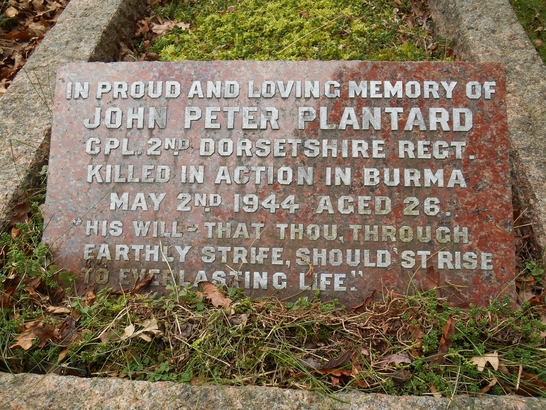 IN PROUD AND LOVING MEMORY OF
JOHN PETER PLANTARD
CPL. 2ND. DORSETSHIRE REGT.
KILLED IN ACTION IN BURMA
MAY 2ND. 1944 AGED 26.
"HIS WILL - THAT THOU, THROUGH
EARTHLY STRIFE, SHOULD'ST RISE
TO EVERLASTING LIFE."